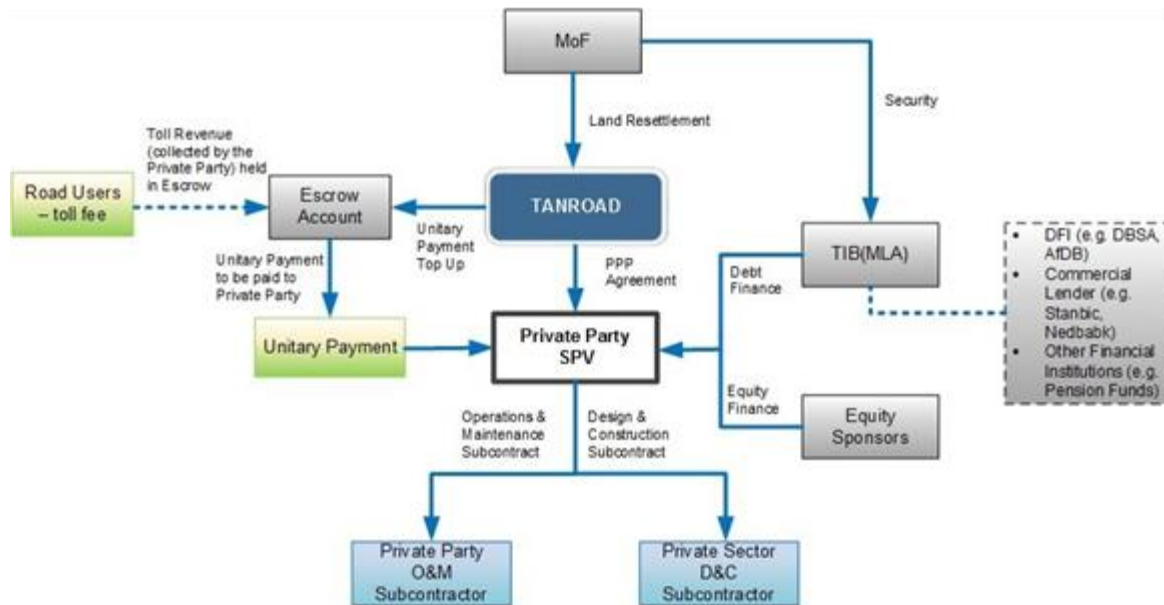 MoF
Security
Land Resettlement
Toll Revenue
(collected by the
Private Party) held
in Escrow
Road Users
– toll fee
Escrow
Account
TANROAD
Unitary
Payment
Top Up
Unitary Payment
to be paid to
Private Party
PPP
Agreement
Debt
Finance
TIB(MLA)
• DFI (e.g. DBSA,
AfDB)
• Commercial
Lender (e.g.
Stanbic,
Nedbabk)
• Other Financial
Institutions (e.g.
Pension Funds)
Unitary Payment
Private Party
SPV
Equity
Finance
Equity
Sponsors
Operations &
Maintenance
Subcontract
Design &
Construction
Subcontract
Private Party
O&M
Subcontractor
Private Sector
D&C
Subcontractor